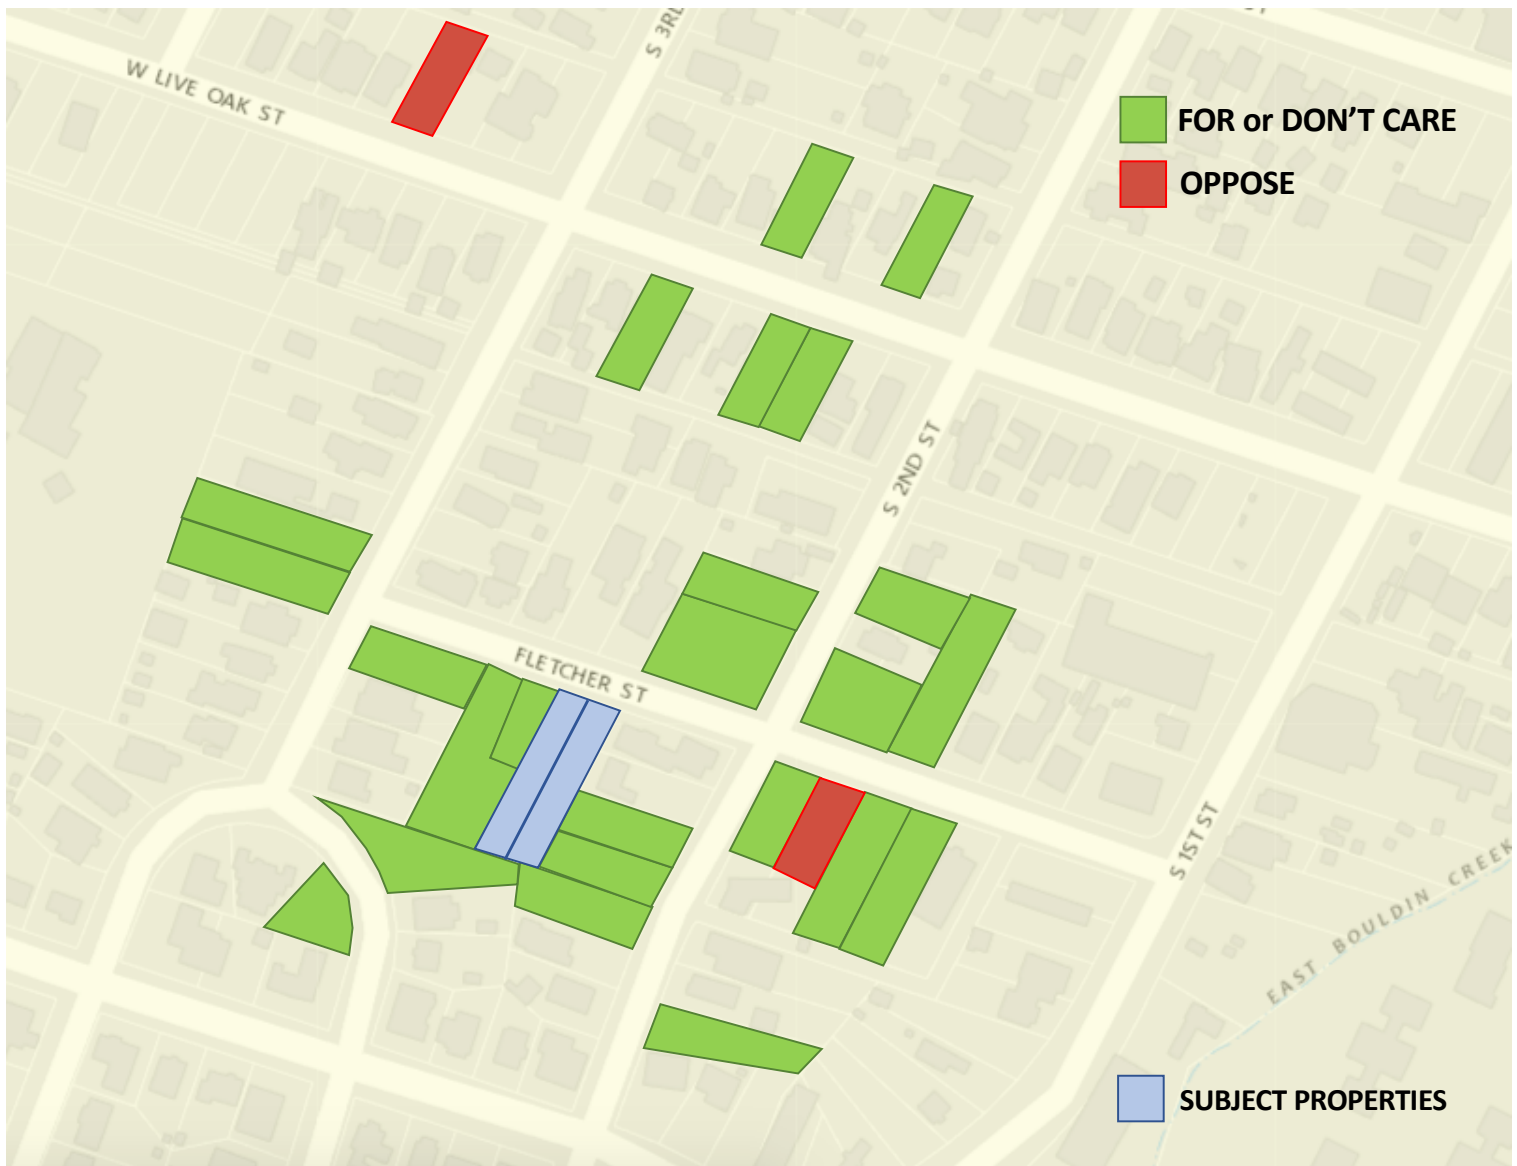 S 3RD
W LIVE OAK ST
FOR or DON'T CARE
OPPOSE
S 2ND ST
FLETCHER ST
S 1ST ST
EAST BOULDIN CREEK
SUBJECT PROPERTIES